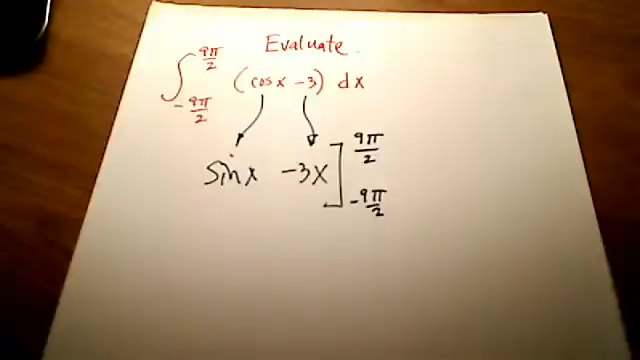 Evaluate.
∫ 9π/2 -9π/2 (cos x - 3) dx
sin x - 3x ] 9π/2 -9π/2